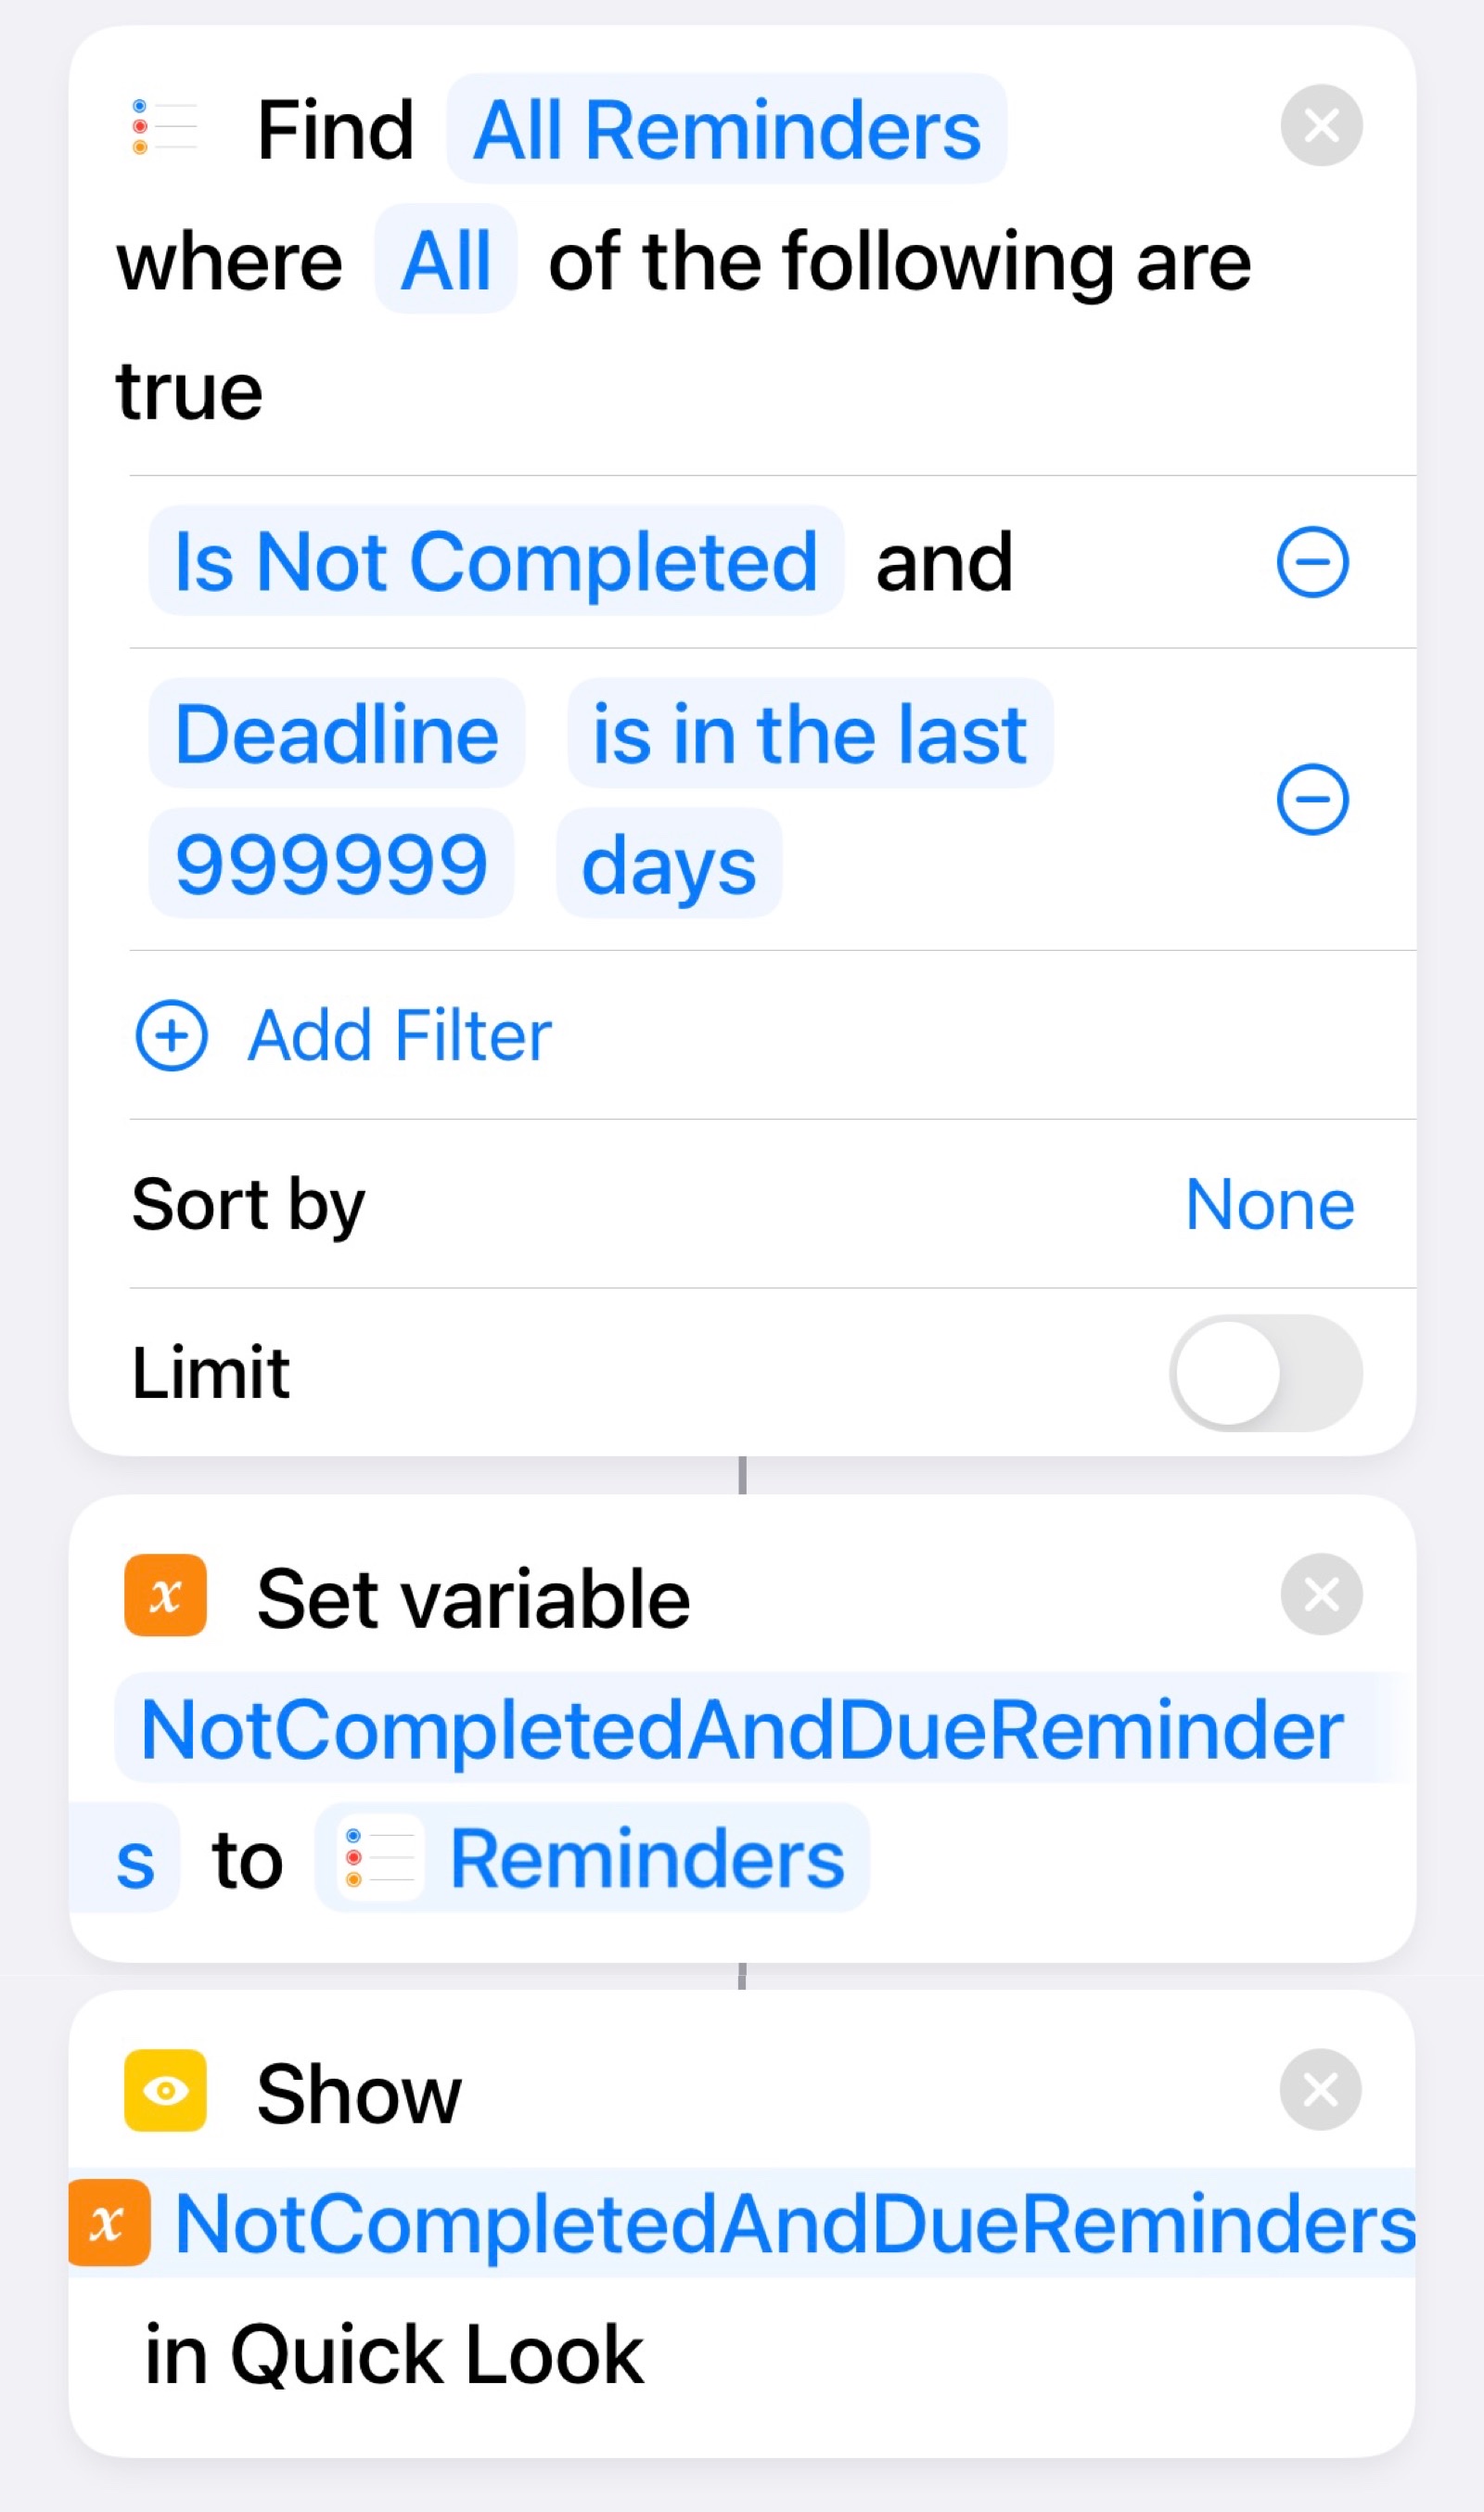 Find All Reminders
where All of the following are
true
Is Not Completed and
Deadline is in the last
999999 days
Add Filter
Sort by None
Limit
x Set variable
NotCompletedAndDueReminder
s to Reminders
Show
x NotCompletedAndDueReminders
in Quick Look